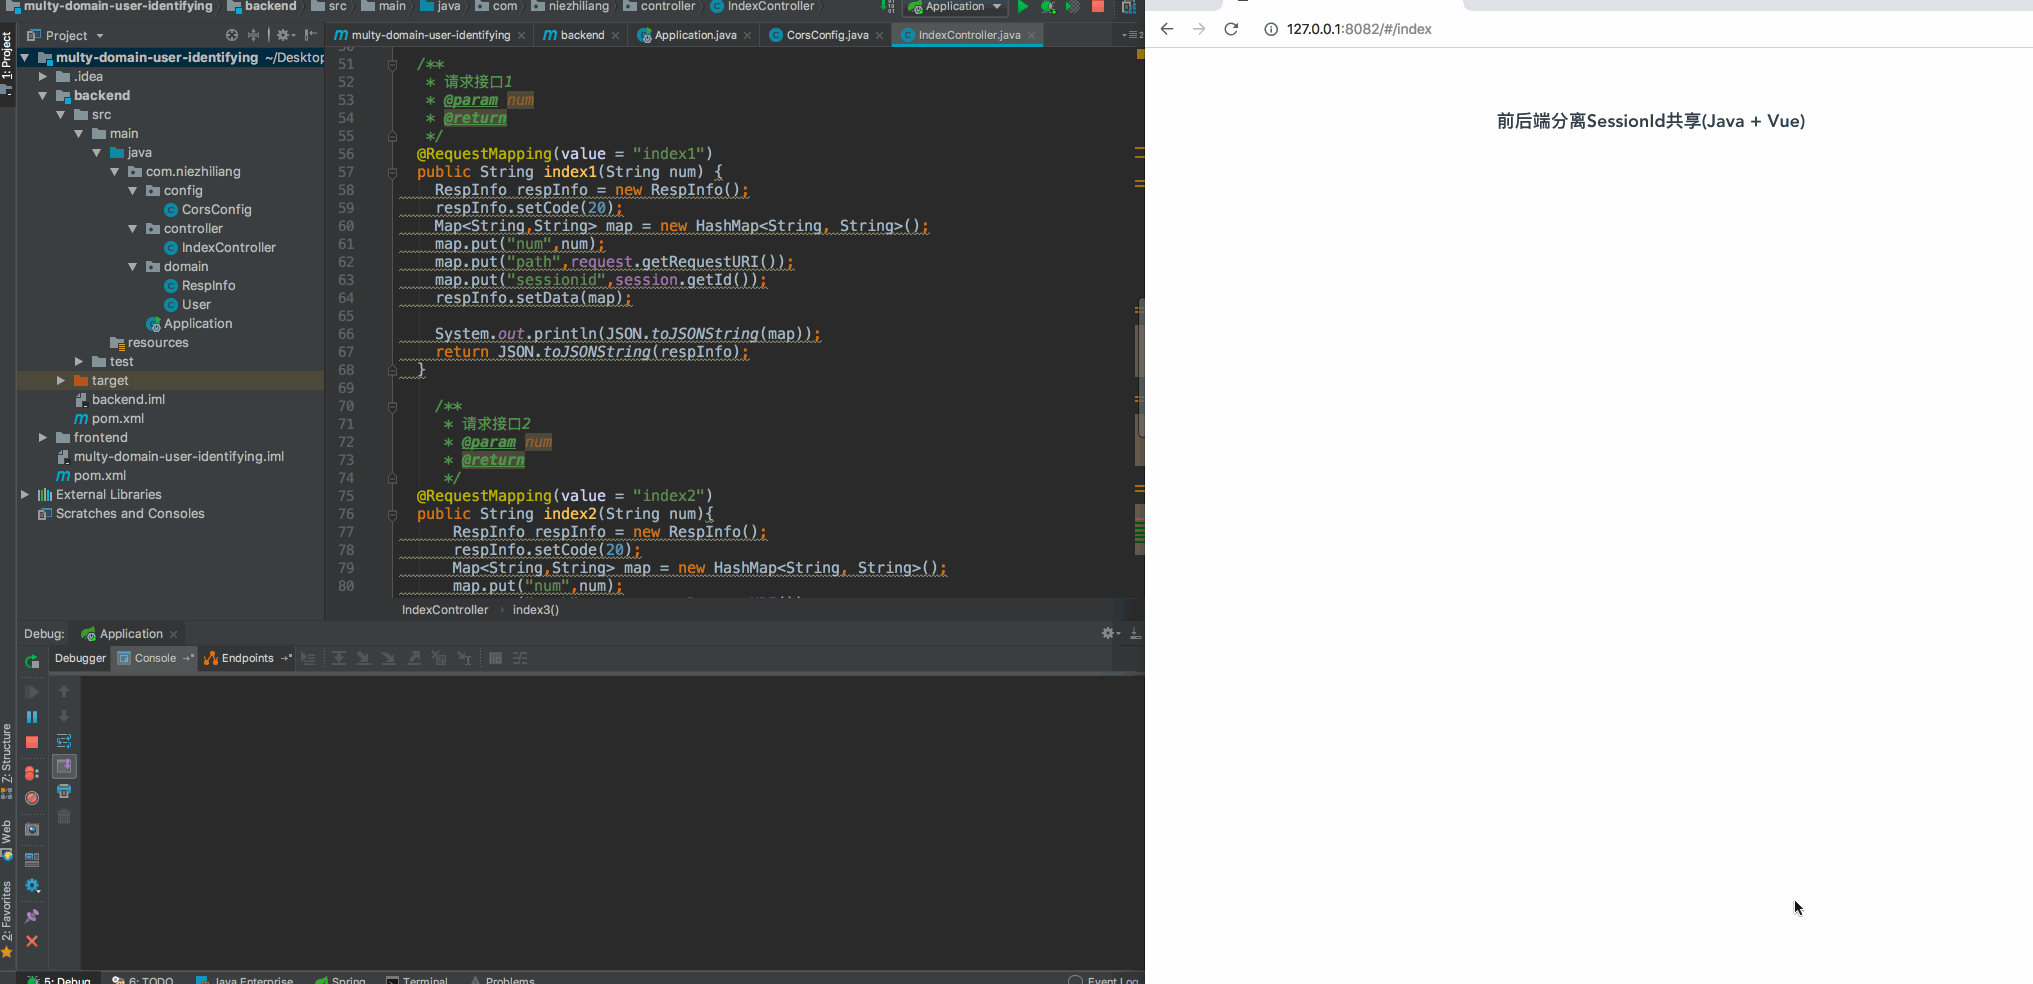 multy-domain-user-identifying backend src main java com niezhiliang controller IndexController Application
Project
multy-domain-user-identifying backend Application.java CorsConfig.java IndexController.java
1: Project
multy-domain-user-identifying ~/Desktop
.idea
backend
src
main
java
com.niezhiliang
config
CorsConfig
controller
IndexController
domain
RespInfo
User
Application
resources
test
target
backend.iml
pom.xml
frontend
multy-domain-user-identifying.iml
pom.xml
External Libraries
Scratches and Consoles
51 /**
52 * 请求接口1
53 * @param num
54 * @return
55 */
56 @RequestMapping(value = "index1")
57 public String index1(String num) {
58 RespInfo respInfo = new RespInfo();
59 respInfo.setCode(20);
60 Map<String,String> map = new HashMap<String, String>();
61 map.put("num",num);
62 map.put("path",request.getRequestURI());
63 map.put("sessionid",session.getId());
64 respInfo.setData(map);
65
66 System.out.println(JSON.toJSONString(map));
67 return JSON.toJSONString(respInfo);
68 }
69
70 /**
71 * 请求接口2
72 * @param num
73 * @return
74 */
75 @RequestMapping(value = "index2")
76 public String index2(String num){
77 RespInfo respInfo = new RespInfo();
78 respInfo.setCode(20);
79 Map<String,String> map = new HashMap<String, String>();
80 map.put("num",num);
IndexController › index3()
Debug: Application
Debugger Console Endpoints
7: Structure
Web
2: Favorites
5: Debug 6: TODO Java Enterprise Spring Terminal Problems Event Log
127.0.0.1:8082/#/index
前后端分离SessionId共享(Java + Vue)